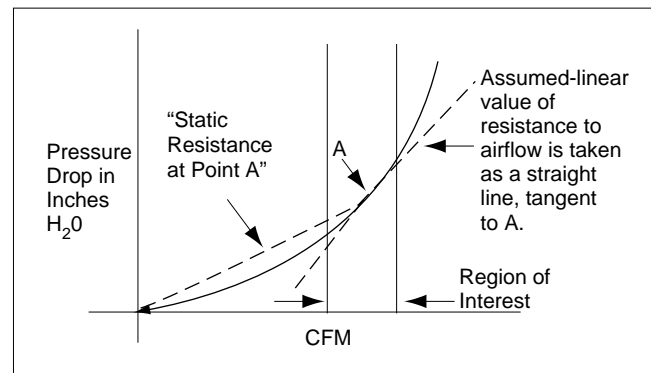 Pressure
Drop in
Inches
H20
“Static
Resistance
at Point A”
A
Assumed-linear
value of
resistance to
airflow is taken
as a straight
line, tangent
to A.
Region of
Interest
CFM